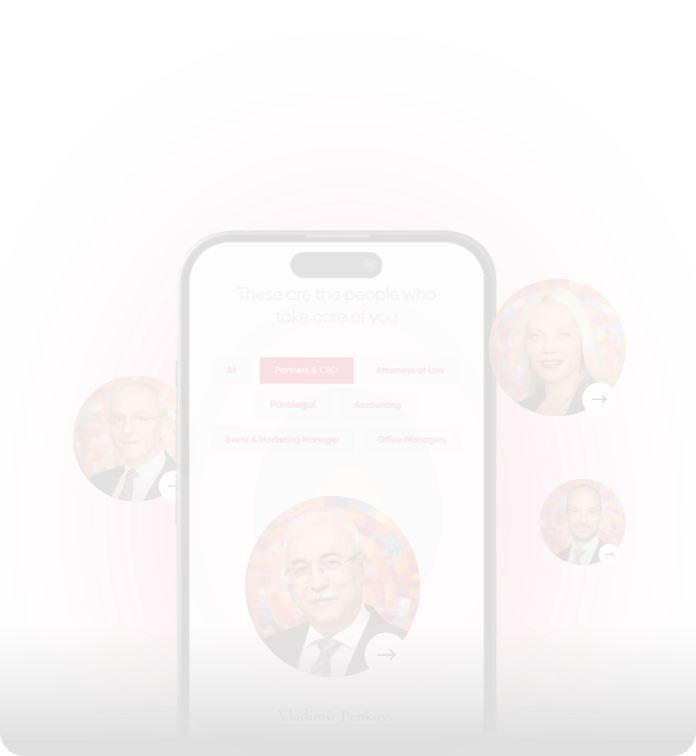 These are the people who
take care of you
All
Partners & CEO
Attorneys at Law
Paralegal
Accounting
Event & Marketing Manager
Office Managers
Vladimir Penkov